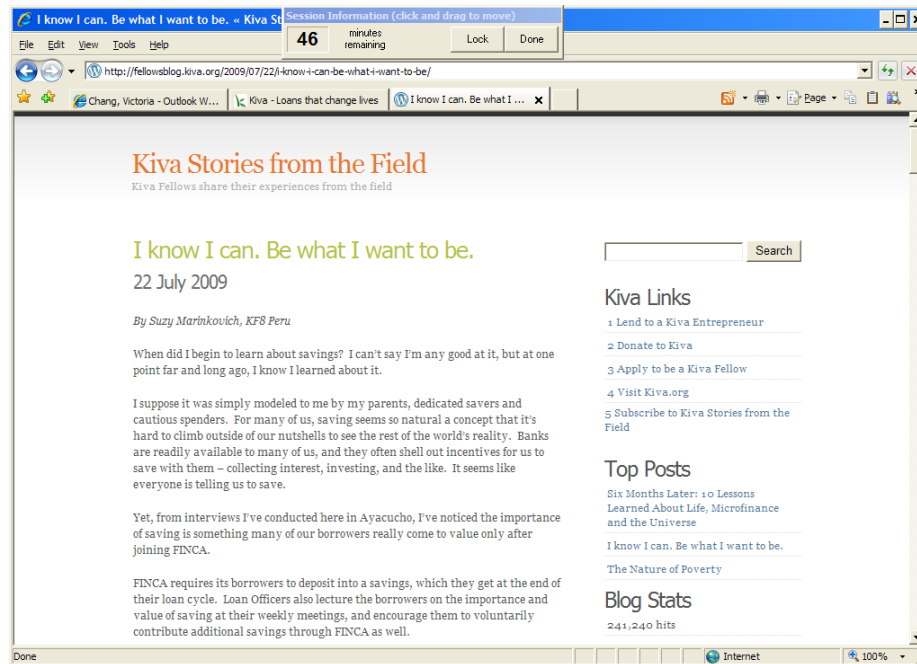 I know I can. Be what I want to be. « Kiva St
Session Information (click and drag to move)
46 minutes remaining Lock Done
File Edit View Tools Help
http://fellowsblog.kiva.org/2009/07/22/i-know-i-can-be-what-i-want-to-be/
Chang, Victoria - Outlook W... Kiva - Loans that change lives I know I can. Be what I ... x Page
Kiva Stories from the Field
Kiva Fellows share their experiences from the field
I know I can. Be what I want to be.
22 July 2009
By Suzy Marinkovich, KF8 Peru
When did I begin to learn about savings?  I can't say I'm any good at it, but at one
point far and long ago, I know I learned about it.
I suppose it was simply modeled to me by my parents, dedicated savers and
cautious spenders.  For many of us, saving seems so natural a concept that it's
hard to climb outside of our nutshells to see the rest of the world's reality.  Banks
are readily available to many of us, and they often shell out incentives for us to
save with them – collecting interest, investing, and the like.  It seems like
everyone is telling us to save.
Yet, from interviews I've conducted here in Ayacucho, I've noticed the importance
of saving is something many of our borrowers really come to value only after
joining FINCA.
FINCA requires its borrowers to deposit into a savings, which they get at the end of
their loan cycle.  Loan Officers also lecture the borrowers on the importance and
value of saving at their weekly meetings, and encourage them to voluntarily
contribute additional savings through FINCA as well.
Search
Kiva Links
1 Lend to a Kiva Entrepreneur
2 Donate to Kiva
3 Apply to be a Kiva Fellow
4 Visit Kiva.org
5 Subscribe to Kiva Stories from the
Field
Top Posts
Six Months Later: 10 Lessons
Learned About Life, Microfinance
and the Universe
I know I can. Be what I want to be.
The Nature of Poverty
Blog Stats
241,240 hits
Done Internet 100%